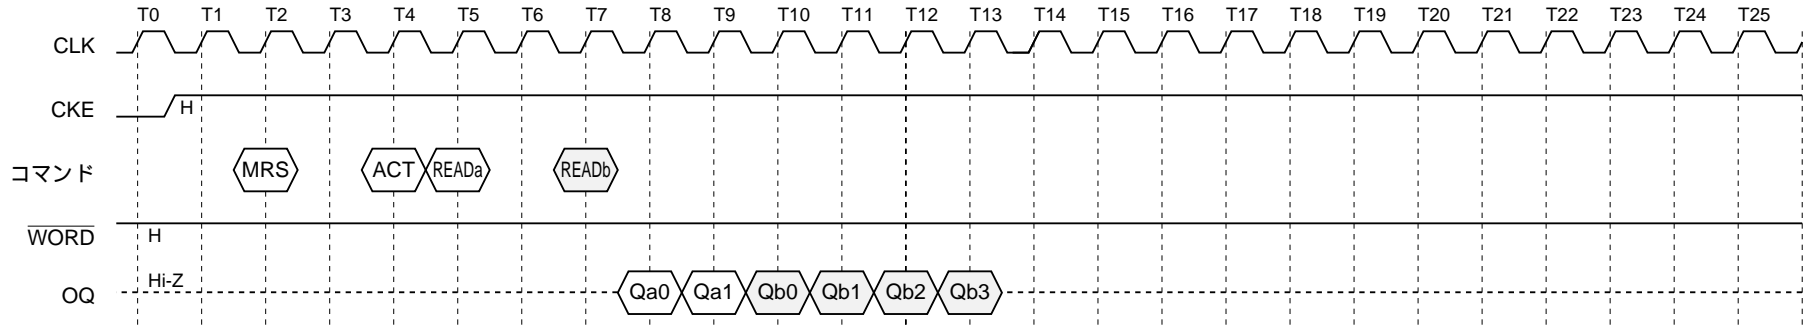 T0 T1 T2 T3 T4 T5 T6 T7 T8 T9 T10 T11 T12 T13 T14 T15 T16 T17 T18 T19 T20 T21 T22 T23 T24 T25
CLK
CKE H
コマンド MRS ACT READa READb
WORD H
OQ Hi-Z Qa0 Qa1 Qb0 Qb1 Qb2 Qb3